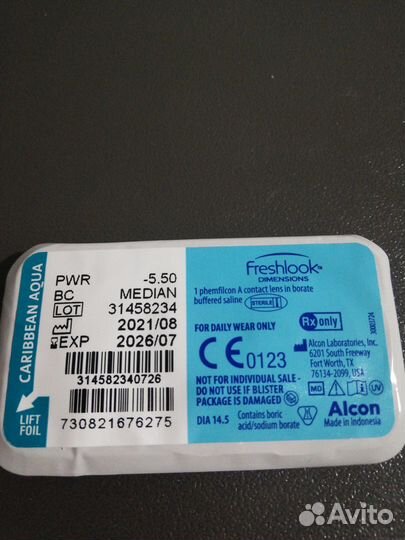 CARIBBEAN AQUA
LIFT
FOIL
PWR -5.50
BC MEDIAN
LOT 31458234
2021/08
EXP 2026/07
314582340726
730821676275
Freshlook™
DIMENSIONS
1 phemfilcon A contact lens in borate
buffered saline STERILE
FOR DAILY WEAR ONLY
Rx only
CE 0123
Alcon Laboratories, Inc.
6201 South Freeway
Fort Worth, TX
76134-2099, USA
NOT FOR INDIVIDUAL SALE -
DO NOT USE IF BLISTER
PACKAGE IS DAMAGED
MD UV
DIA 14.5
Contains boric
acid/sodium borate
Alcon
Made in Indonesia
Avito